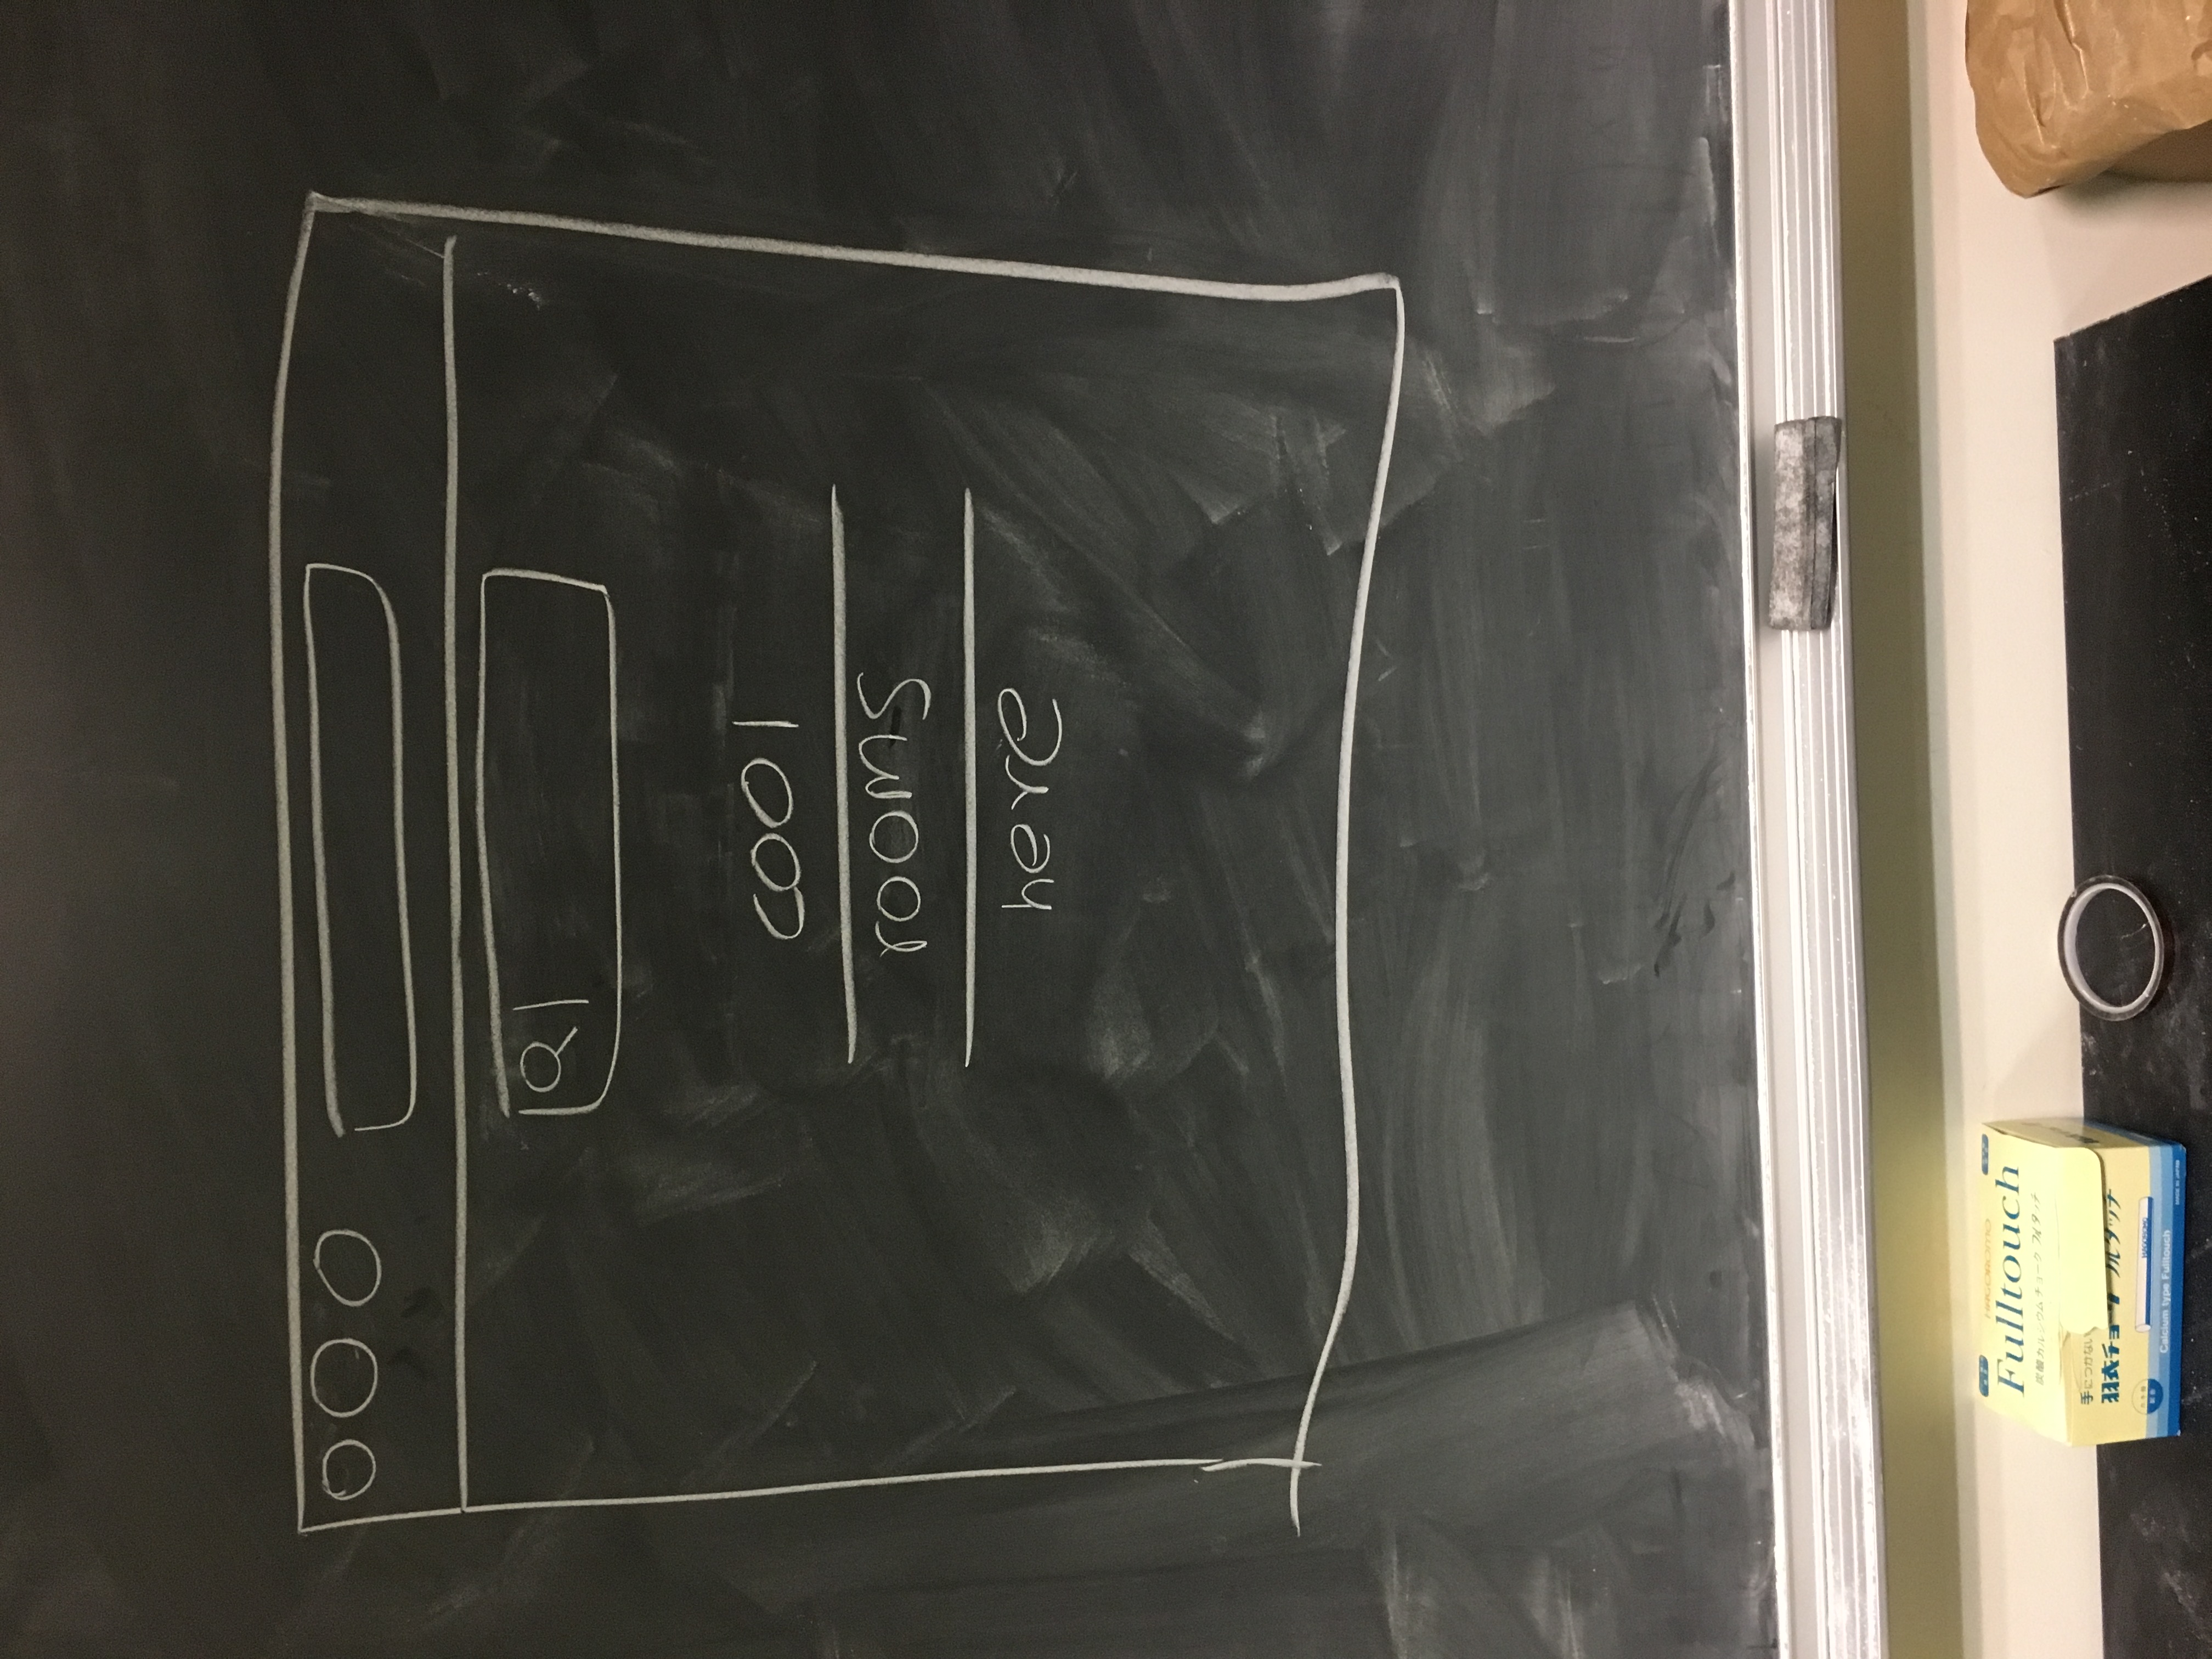 cool
rooms
here
HAGOROMO
Fulltouch
炭酸カルシウムチョーク フルタッチ
手につかない
羽衣チョーク フルタッチ
HAGOROMO
Calcium type Fulltouch
MADE IN JAPAN